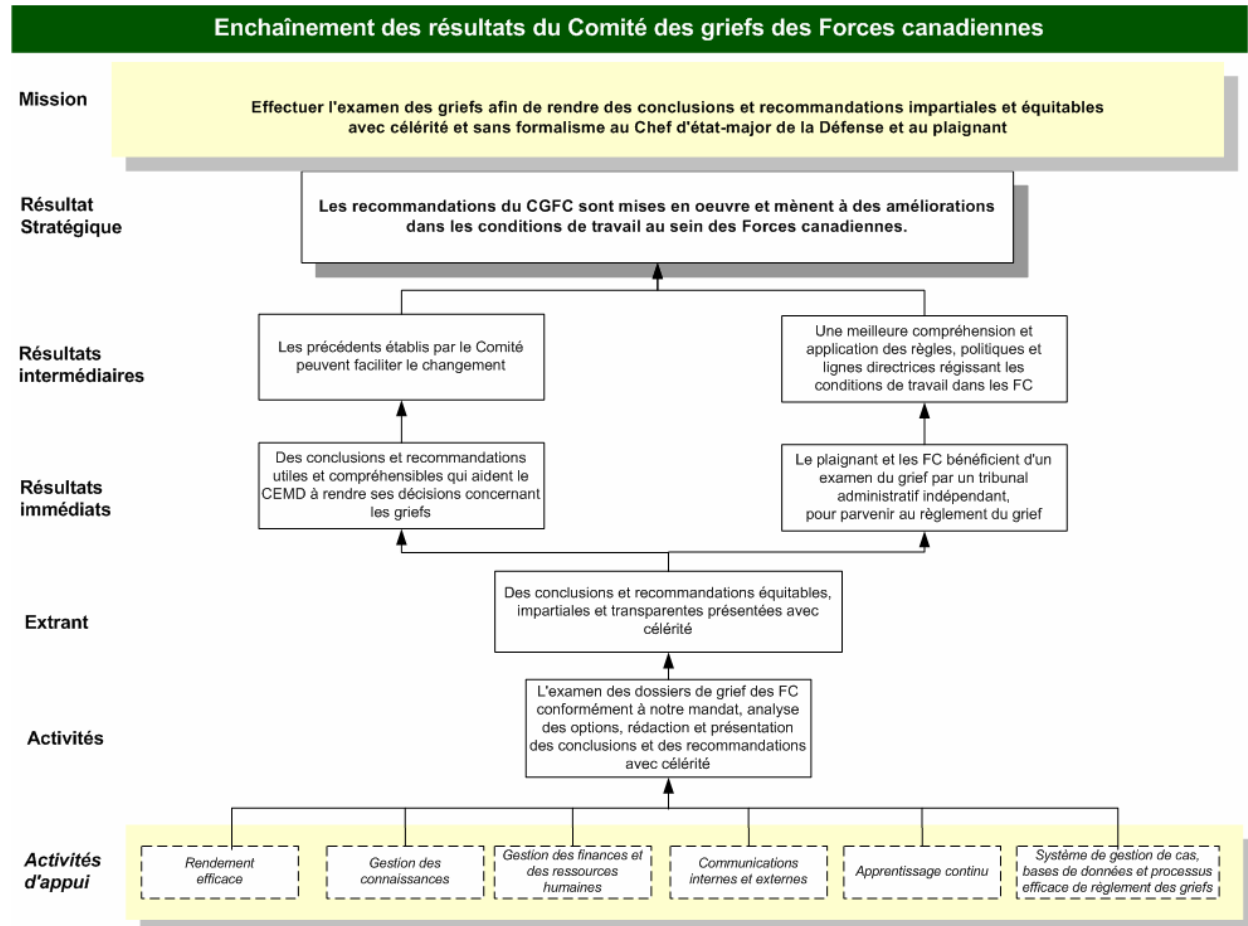 Enchaînement des résultats du Comité des griefs des Forces canadiennes
Mission
Effectuer l'examen des griefs afin de rendre des conclusions et recommandations impartiales et équitables
avec célérité et sans formalisme au Chef d'état-major de la Défense et au plaignant
Résultat
Stratégique
Les recommandations du CGFC sont mises en oeuvre et mènent à des améliorations
dans les conditions de travail au sein des Forces canadiennes.
Résultats
intermédiaires
Les précédents établis par le Comité
peuvent faciliter le changement
Une meilleure compréhension et
application des règles, politiques et
lignes directrices régissant les
conditions de travail dans les FC
Résultats
immédiats
Des conclusions et recommandations
utiles et compréhensibles qui aident le
CEMD à rendre ses décisions concernant
les griefs
Le plaignant et les FC bénéficient d'un
examen du grief par un tribunal
administratif indépendant,
pour parvenir au règlement du grief
Extrant
Des conclusions et recommandations équitables,
impartiales et transparentes présentées avec
célérité
Activités
L'examen des dossiers de grief des FC
conformément à notre mandat, analyse
des options, rédaction et présentation
des conclusions et des recommandations
avec célérité
Activités
d'appui
Rendement
efficace
Gestion des
connaissances
Gestion des finances et
des ressources
humaines
Communications
internes et externes
Apprentissage continu
Système de gestion de cas,
bases de données et processus
efficace de règlement des griefs